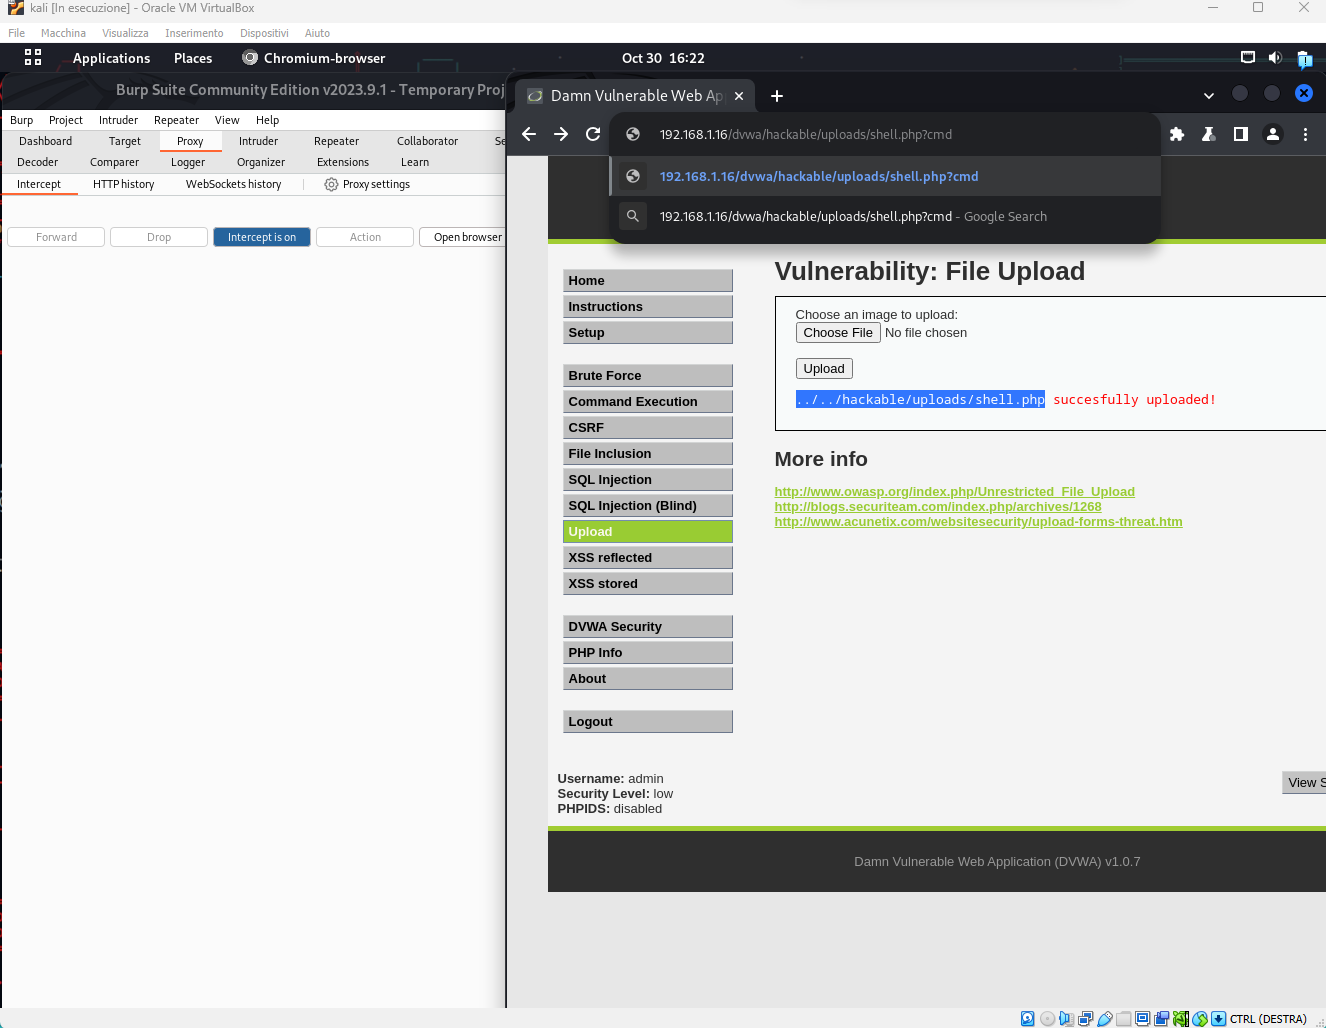 kali [In esecuzione] - Oracle VM VirtualBox
File Macchina Visualizza Inserimento Dispositivi Aiuto
Applications Places Chromium-browser Oct 30 16:22
Burp Suite Community Edition v2023.9.1 - Temporary Proj
Burp Project Intruder Repeater View Help
Dashboard Target Proxy Intruder Repeater Collaborator Se
Decoder Comparer Logger Organizer Extensions Learn
Intercept HTTP history WebSockets history Proxy settings
Forward Drop Intercept is on Action Open browser
Damn Vulnerable Web Ap
192.168.1.16/dvwa/hackable/uploads/shell.php?cmd
192.168.1.16/dvwa/hackable/uploads/shell.php?cmd
192.168.1.16/dvwa/hackable/uploads/shell.php?cmd - Google Search
Home
Instructions
Setup
Brute Force
Command Execution
CSRF
File Inclusion
SQL Injection
SQL Injection (Blind)
Upload
XSS reflected
XSS stored
DVWA Security
PHP Info
About
Logout
Vulnerability: File Upload
Choose an image to upload:
Choose File No file chosen
Upload
../../hackable/uploads/shell.php succesfully uploaded!
More info
http://www.owasp.org/index.php/Unrestricted_File_Upload
http://blogs.securiteam.com/index.php/archives/1268
http://www.acunetix.com/websitesecurity/upload-forms-threat.htm
Username: admin
Security Level: low
PHPIDS: disabled
View S
Damn Vulnerable Web Application (DVWA) v1.0.7
CTRL (DESTRA)